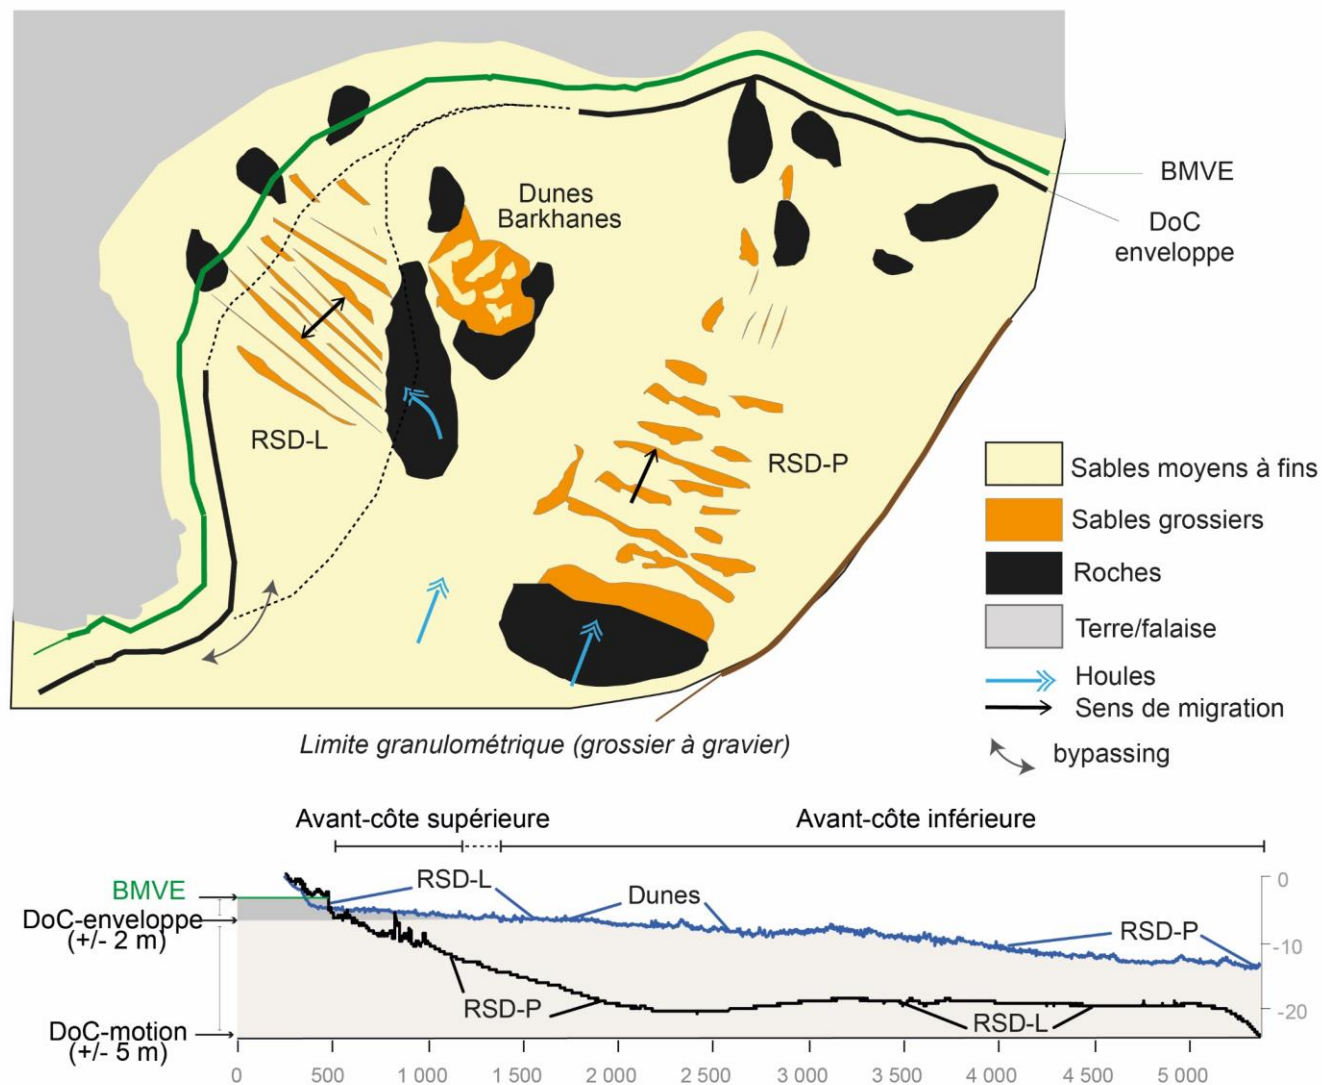 Dunes
Barkhanes
BMVE
DoC
enveloppe
RSD-L
RSD-P
Sables moyens à fins
Sables grossiers
Roches
Terre/falaise
Houles
Sens de migration
bypassing
Limite granulométrique (grossier à gravier)
Avant-côte supérieure
Avant-côte inférieure
BMVE
DoC-enveloppe
(+/- 2 m)
DoC-motion
(+/- 5 m)
RSD-L
Dunes
RSD-P
RSD-P
RSD-L
0
-10
-20
0
500
1 000
1 500
2 000
2 500
3 000
3 500
4 000
4 500
5 000